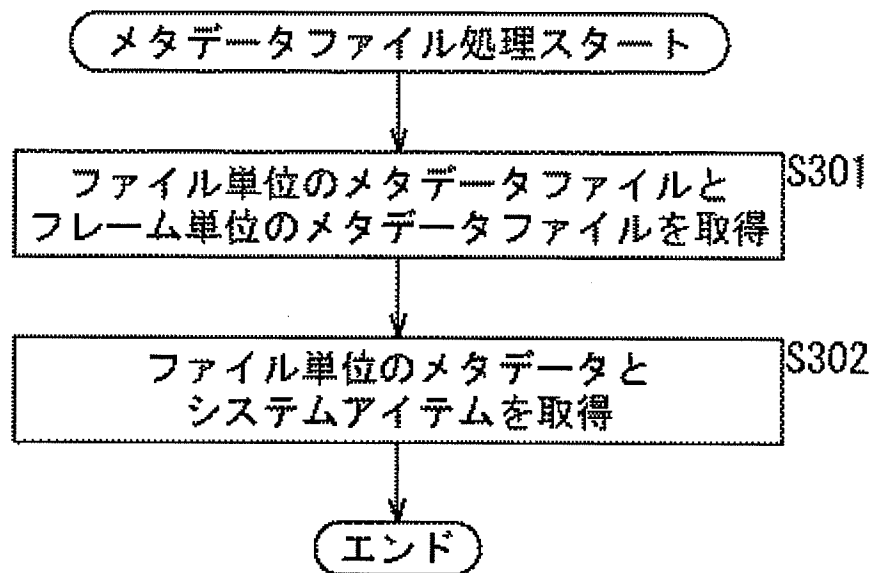 メタデータファイル処理スタート
ファイル単位のメタデータファイルと
フレーム単位のメタデータファイルを取得
S301
ファイル単位のメタデータと
システムアイテムを取得
S302
エンド